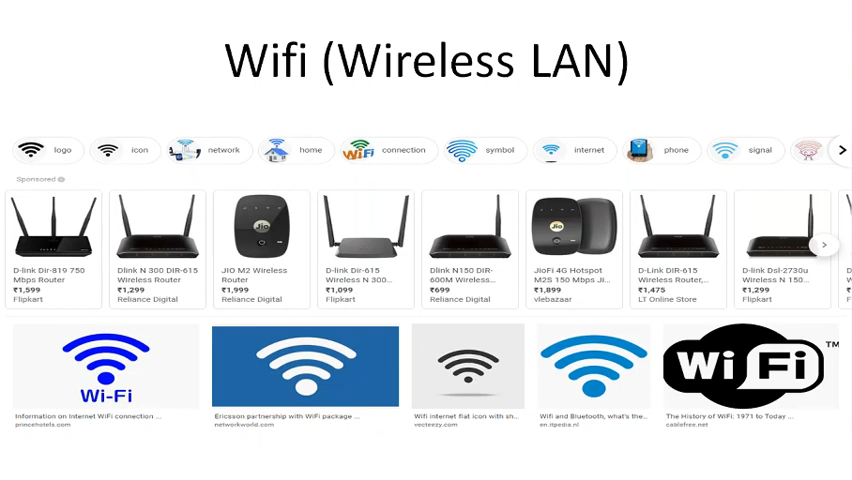 Wifi (Wireless LAN)
logo
icon
network
home
WiFi
connection
symbol
internet
phone
signal
Sponsored
D-link Dir-819 750
Mbps Router
₹1,599
Flipkart
Dlink N 300 DIR-615
Wireless Router
₹1,290
Reliance Digital
Jio
JIO M2 Wireless
Router
₹1,999
Reliance Digital
D-link Dir-615
Wireless N 300...
₹1,099
Flipkart
Dlink N150 DIR-
600M Wireless...
₹699
Reliance Digital
Jio
JioFi 4G Hotspot
M2S 150 Mbps Ji...
₹1,899
vlebazaar
D-Link DIR-615
Wireless Router,...
₹1,475
LT Online Store
D-link Dsl-2730u
Wireless N 150...
₹1,299
Flipkart
Wi-Fi
Information on Internet WiFi connection ...
princehotels.com
Ericsson partnership with WiFi package ...
networkworld.com
Wifi internet flat icon with sh...
vecteezy.com
Wifi and Bluetooth, what's the...
en.itpedia.nl
Wi Fi TM
The History of WiFi: 1971 to Today ...
cablefree.net